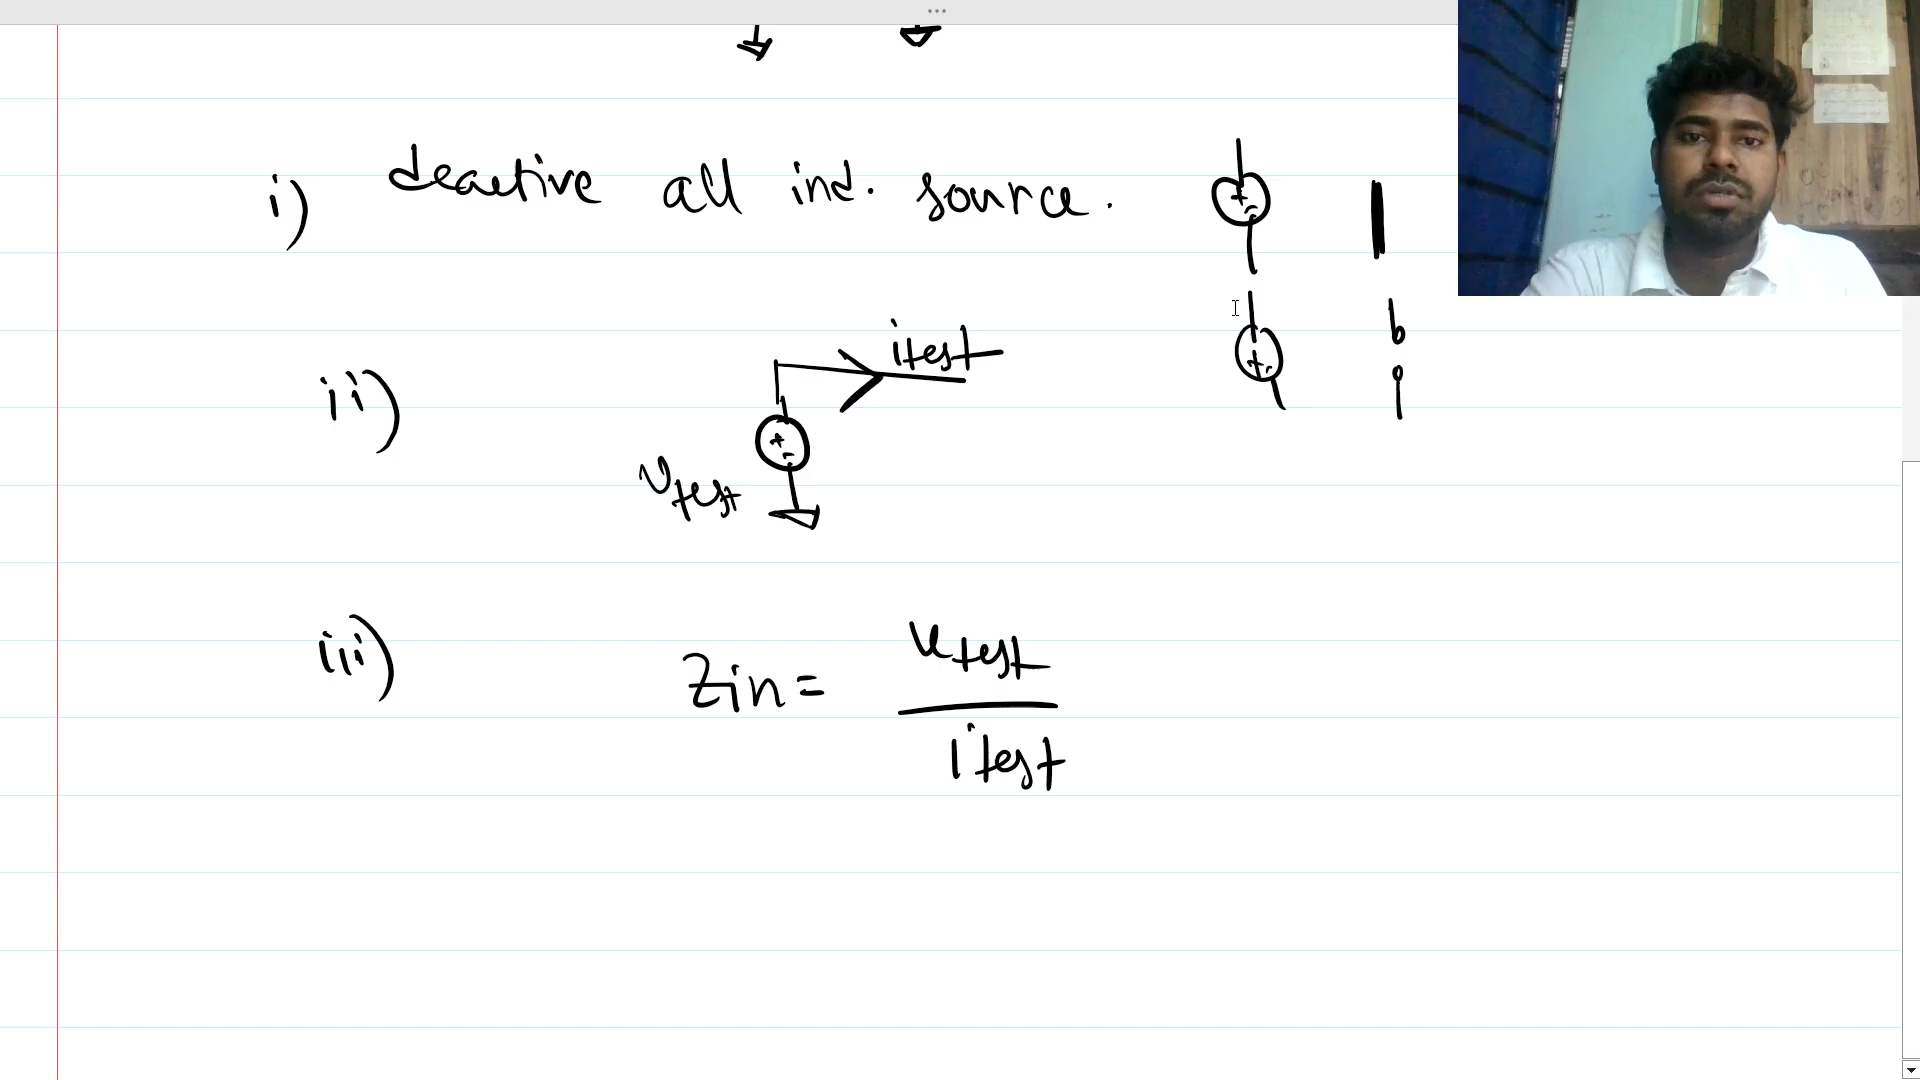 i) deactive all ind. source.
ii) itest
vtest
iii) Zin = vtest / itest